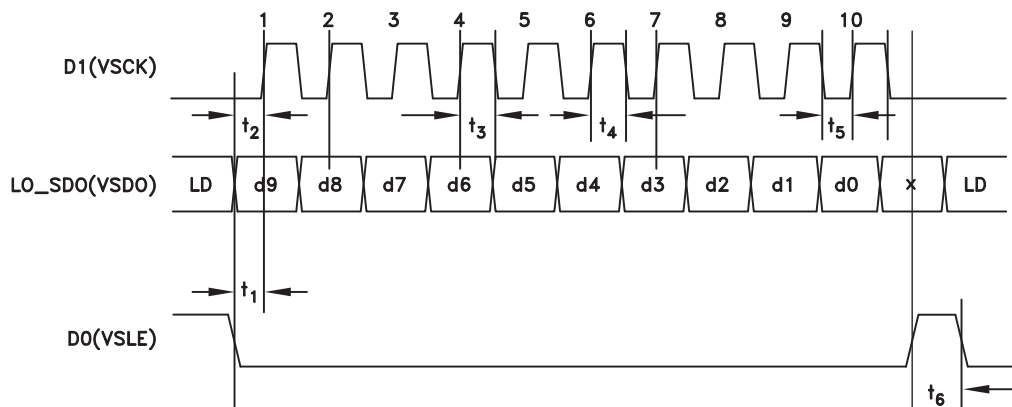 1 2 3 4 5 6 7 8 9 10
D1(VSCK)
t2 t3 t4 t5
LO_SDO(VSDO) LD d9 d8 d7 d6 d5 d4 d3 d2 d1 d0 x LD
t1
D0(VSLE)
t6